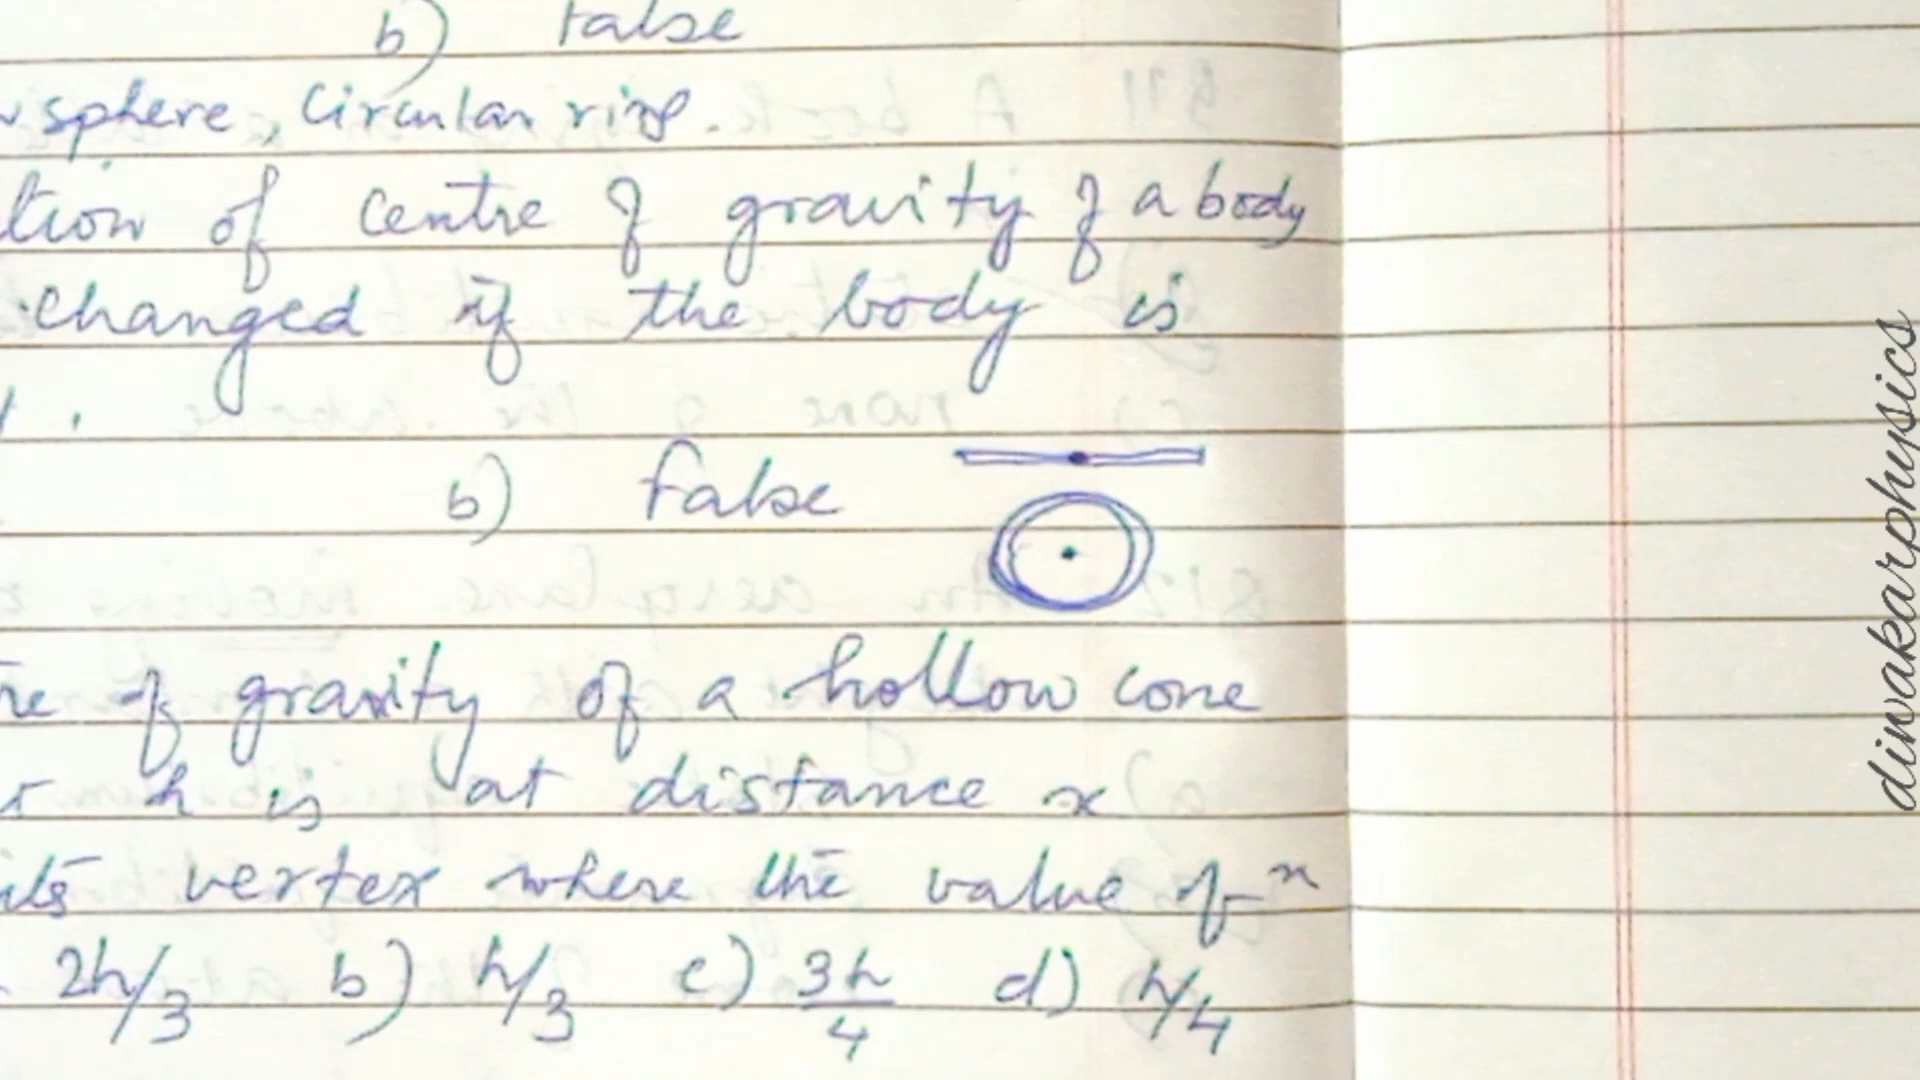 b) False
sphere, Circular ring.
tion of Centre of gravity of a body
changed if the body is
b) false
re of gravity of a hollow cone
r h is at distance x
its vertex where the value of x
2h/3 b) h/3 c) 3h/4 d) h/4
diwakarphysics